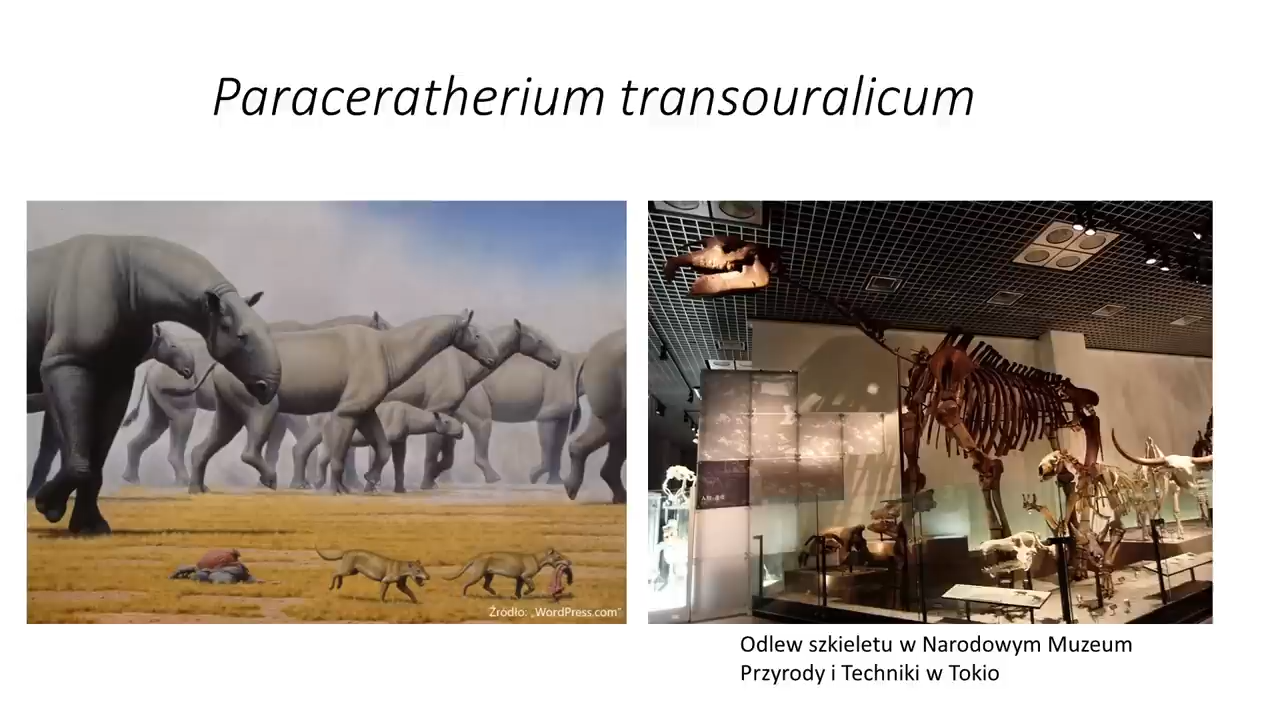 Paraceratherium transouralicum
Źródło: „WordPress.com”
Odlew szkieletu w Narodowym Muzeum
Przyrody i Techniki w Tokio